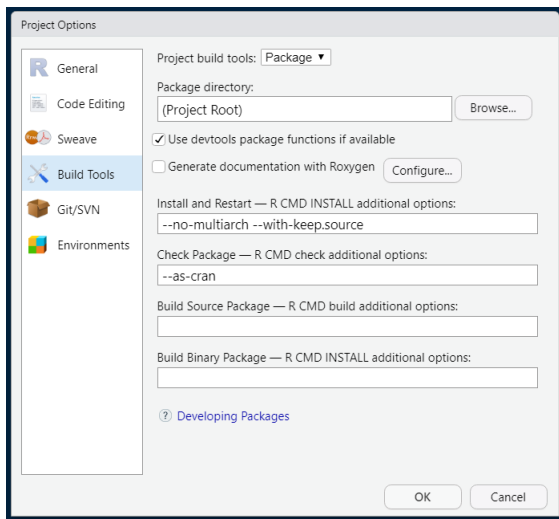 Project Options
General
Code Editing
Sweave
Build Tools
Git/SVN
Environments
Project build tools: Package
Package directory:
(Project Root)
Browse...
Use devtools package functions if available
Generate documentation with Roxygen
Configure...
Install and Restart — R CMD INSTALL additional options:
--no-multiarch --with-keep.source
Check Package — R CMD check additional options:
--as-cran
Build Source Package — R CMD build additional options:
Build Binary Package — R CMD INSTALL additional options:
? Developing Packages
OK
Cancel